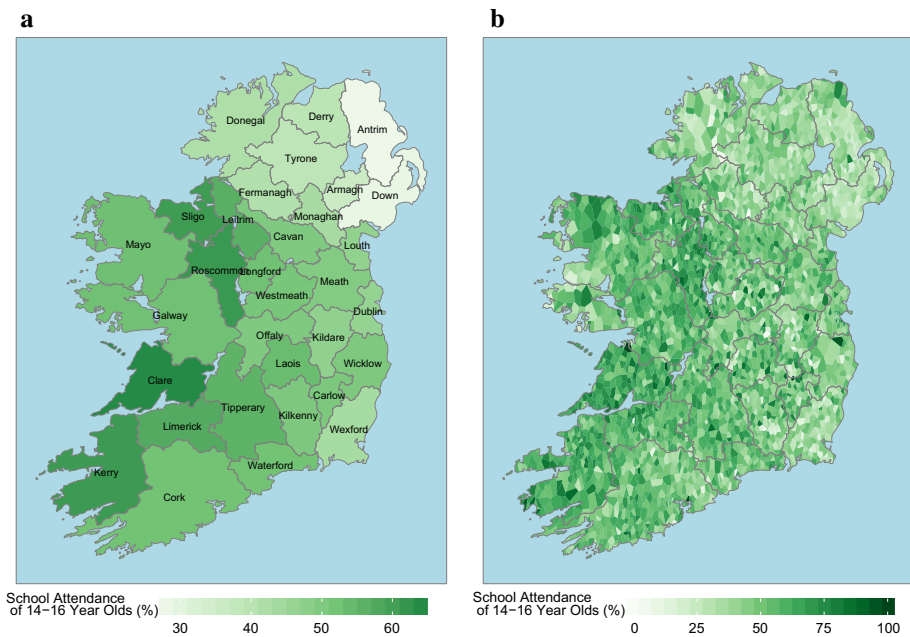 a
b
Donegal
Derry
Antrim
Tyrone
Fermanagh
Armagh
Down
Monaghan
Sligo
Leitrim
Cavan
Louth
Mayo
Roscommon
Longford
Meath
Westmeath
Galway
Dublin
Offaly
Kildare
Laois
Wicklow
Clare
Carlow
Tipperary
Kilkenny
Limerick
Wexford
Waterford
Kerry
Cork
School Attendance
of 14−16 Year Olds (%)
30 40 50 60
School Attendance
of 14−16 Year Olds (%)
0 25 50 75 100